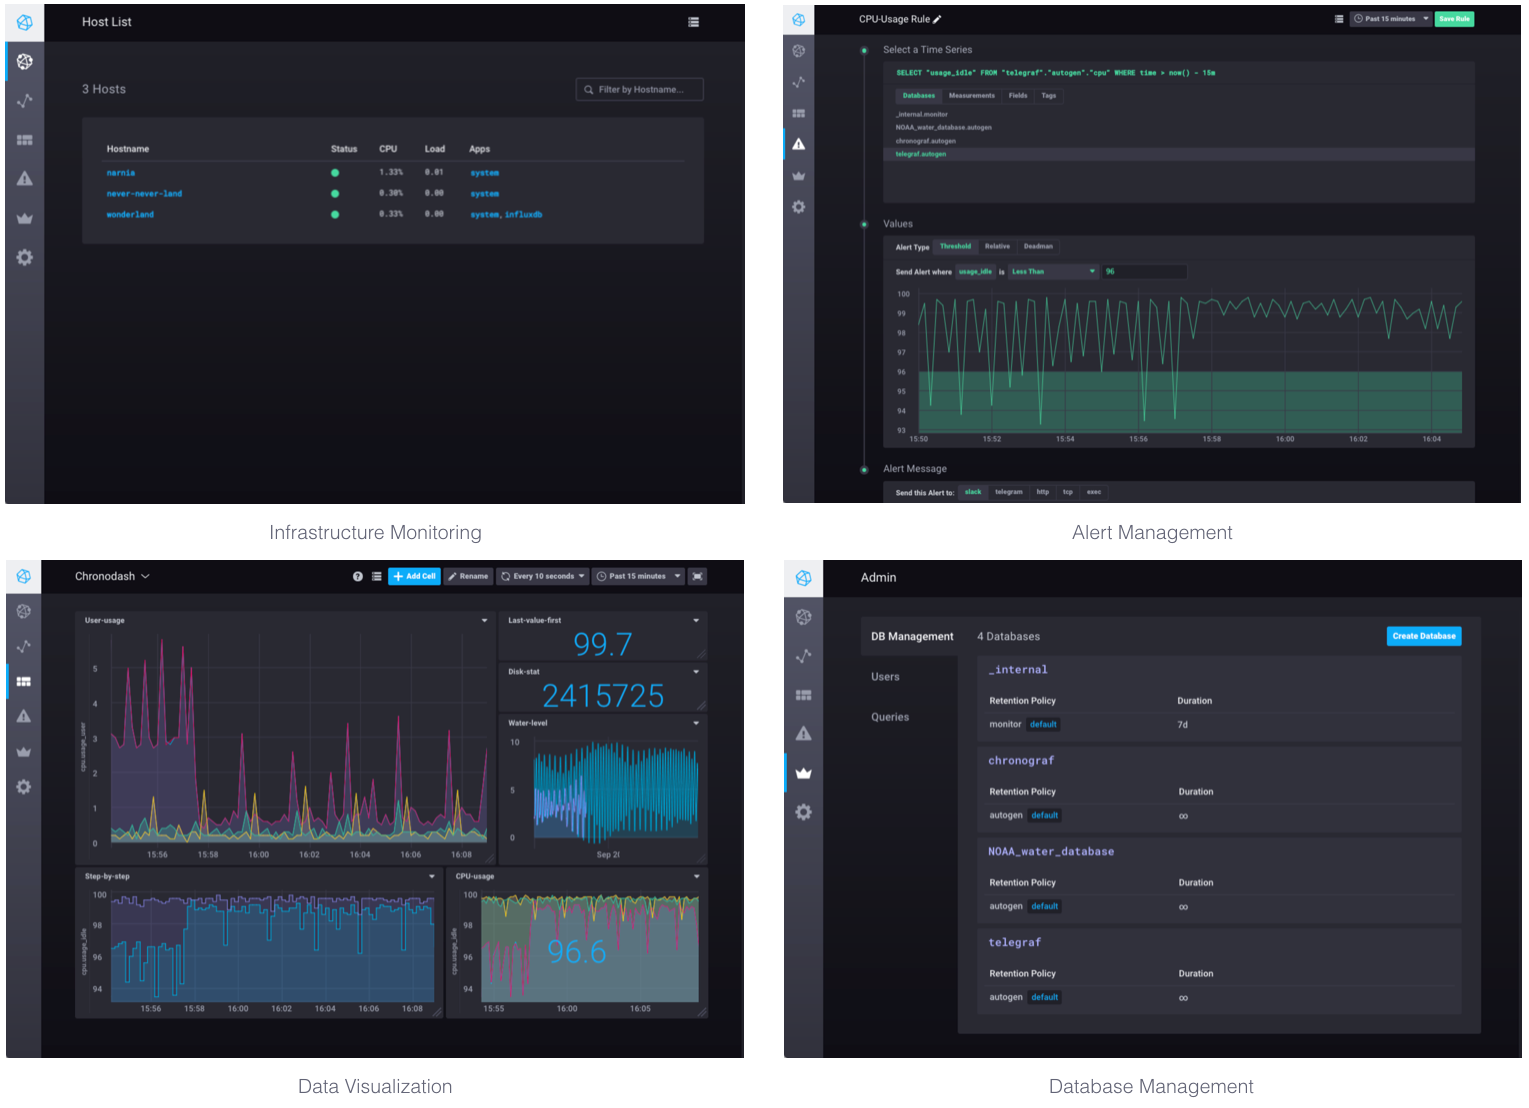 Host List
3 Hosts
Filter by Hostname...
Hostname Status CPU Load Apps
narnia 1.33% 0.01 system
never-never-land 0.30% 0.00 system
wonderland 0.33% 0.00 system, influxdb
Infrastructure Monitoring
CPU-Usage Rule Past 15 minutes Save Rule
Select a Time Series
SELECT "usage_idle" FROM "telegraf"."autogen"."cpu" WHERE time > now() - 15m
Databases Measurements Fields Tags
_internal.monitor
NOAA_water_database.autogen
chronograf.autogen
telegraf.autogen
Values
Alert Type Threshold Relative Deadman
Send Alert where usage_idle is Less Than 96
100
99
98
97
96
95
94
93
15:50 15:52 15:54 15:56 15:58 16:00 16:02 16:04
Alert Message
Send this Alert to: slack telegram http tcp exec
Alert Management
Chronodash ? Add Cell Rename Every 10 seconds Past 15 minutes
User-usage
cpu.usage_user
5
4
3
2
1
0
15:56 15:58 16:00 16:02 16:04 16:06 16:08
Last-value-first
99.7
Disk-stat
2415725
Water-level
10
5
0
Sep 20
Step-by-step
cpu.usage_idle
100
98
96
94
15:56 15:58 16:00 16:02 16:04 16:06 16:08
CPU-usage
cpu.usage_idle
100
98
96
94
96.6
15:55 16:00 16:05
Data Visualization
Admin
DB Management
Users
Queries
4 Databases Create Database
_internal
Retention Policy Duration
monitor default 7d
chronograf
Retention Policy Duration
autogen default ∞
NOAA_water_database
Retention Policy Duration
autogen default ∞
telegraf
Retention Policy Duration
autogen default ∞
Database Management